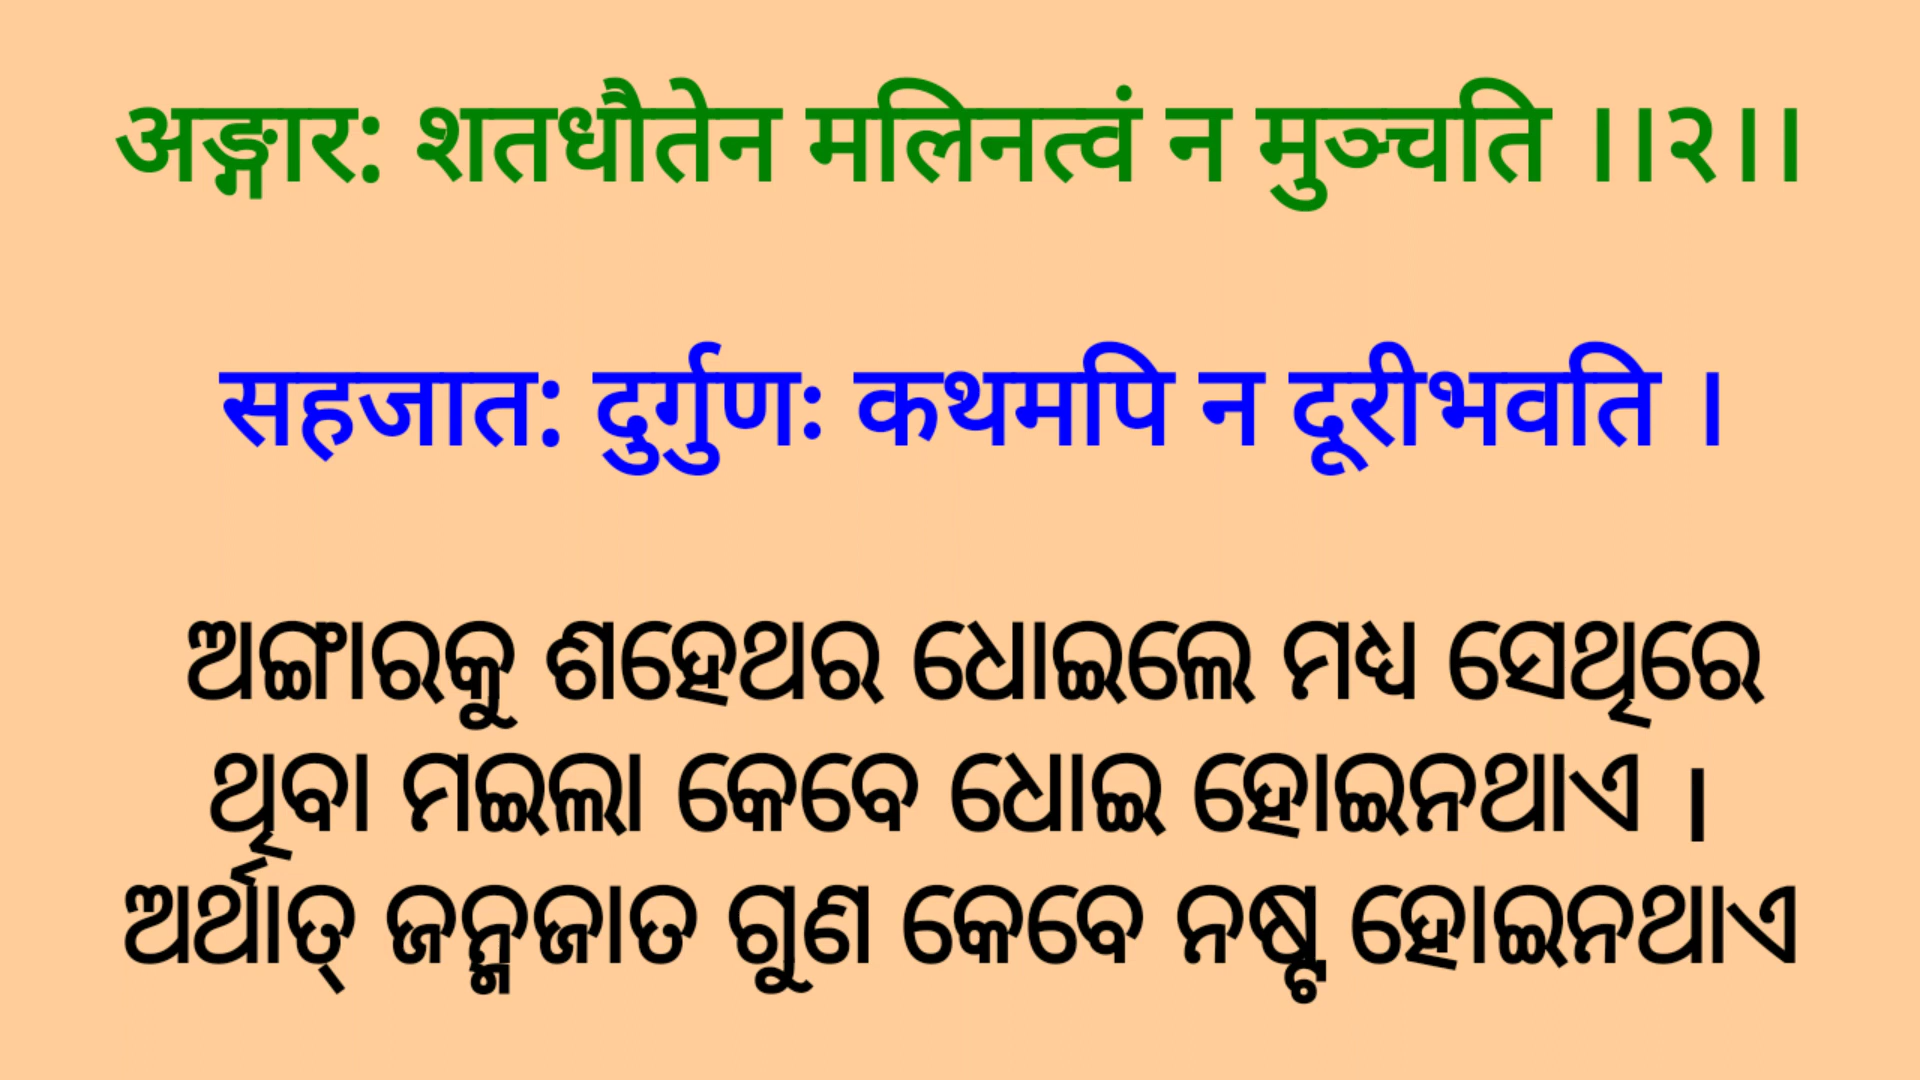 अङ्गार: शतधौतेन मलिनत्वं न मुञ्चति ।।२।।
सहजात: दुर्गुणः कथमपि न दूरीभवति ।
ଅଙ୍ଗାରକୁ ଶହେଥର ଧୋଇଲେ ମଧ୍ୟ ସେଥିରେ
ଥିବା ମଇଲା କେବେ ଧୋଇ ହୋଇନଥାଏ ।
ଅର୍ଥାତ୍ ଜନ୍ମଜାତ ଗୁଣ କେବେ ନଷ୍ଟ ହୋଇନଥାଏ